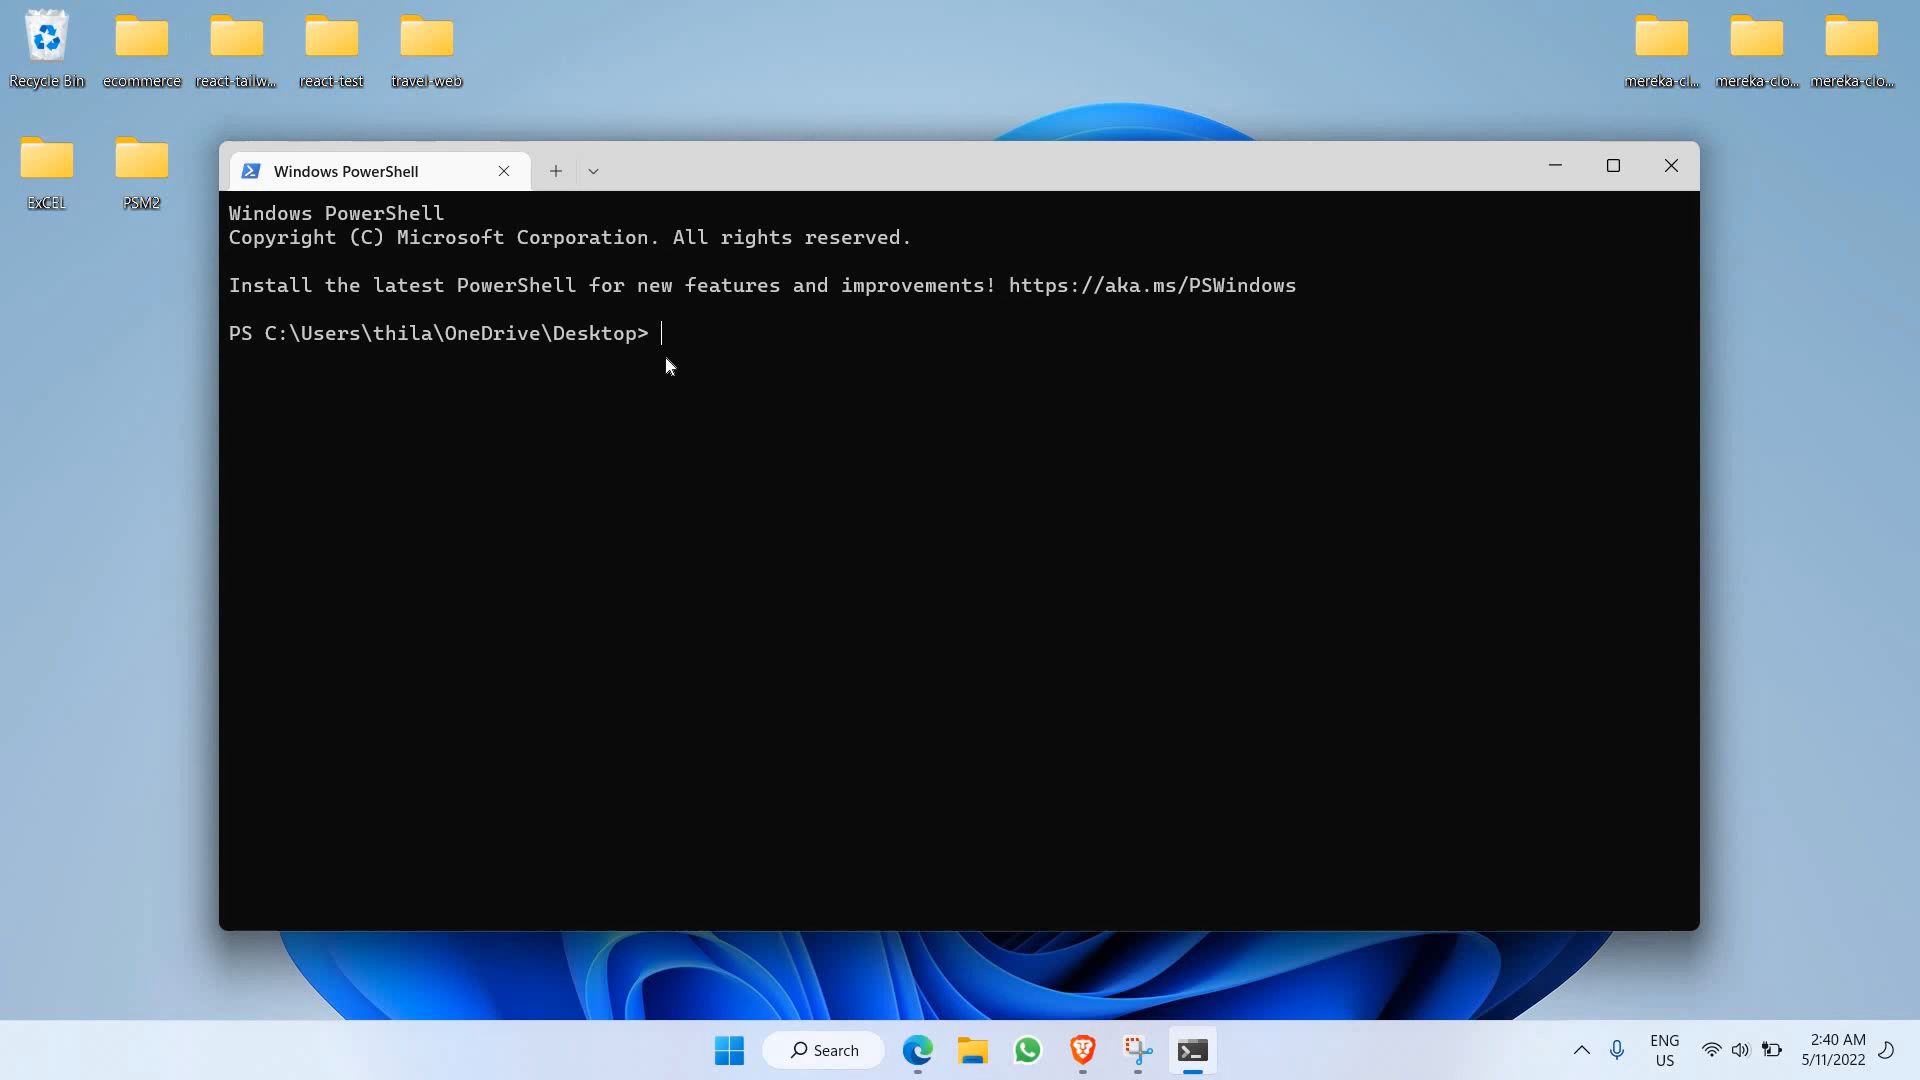 Recycle Bin
ecommerce
react-tailw...
react-test
travel-web
mereka-cl...
mereka-clo...
mereka-clo...
ExCEL
PSM2
Windows PowerShell
Windows PowerShell
Copyright (C) Microsoft Corporation. All rights reserved.
Install the latest PowerShell for new features and improvements! https://aka.ms/PSWindows
PS C:\Users\thila\OneDrive\Desktop>
Search
ENG
US
2:40 AM
5/11/2022